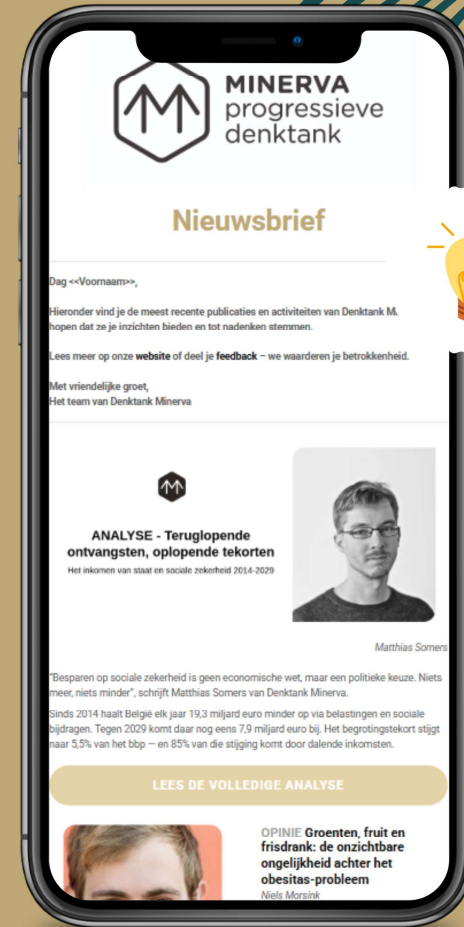 MINERVA
progressieve
denktank
Nieuwsbrief
Dag <<Voornaam>>,
Hieronder vind je de meest recente publicaties en activiteiten van Denktank
hopen dat ze je inzichten bieden en tot nadenken stemmen.
Lees meer op onze website of deel je feedback – we waarderen je betrokkenheid.
Met vriendelijke groet,
Het team van Denktank Minerva
ANALYSE - Teruglopende
ontvangsten, oplopende tekorten
Het inkomen van staat en sociale zekerheid 2014-2029
Matthias Somers
"Besparen op sociale zekerheid is geen economische wet, maar een politieke keuze. Niets
meer, niets minder", schrijft Matthias Somers van Denktank Minerva.
Sinds 2014 haalt België elk jaar 19,3 miljard euro minder op via belastingen en sociale
bijdragen. Tegen 2029 komt daar nog eens 7,9 miljard euro bij. Het begrotingstekort stijgt
naar 5,5% van het bbp — en 85% van die stijging komt door dalende inkomsten.
LEES DE VOLLEDIGE ANALYSE
OPINIE Groenten, fruit en
frisdrank: de onzichtbare
ongelijkheid achter het
obesitas-probleem
Niels Morsink